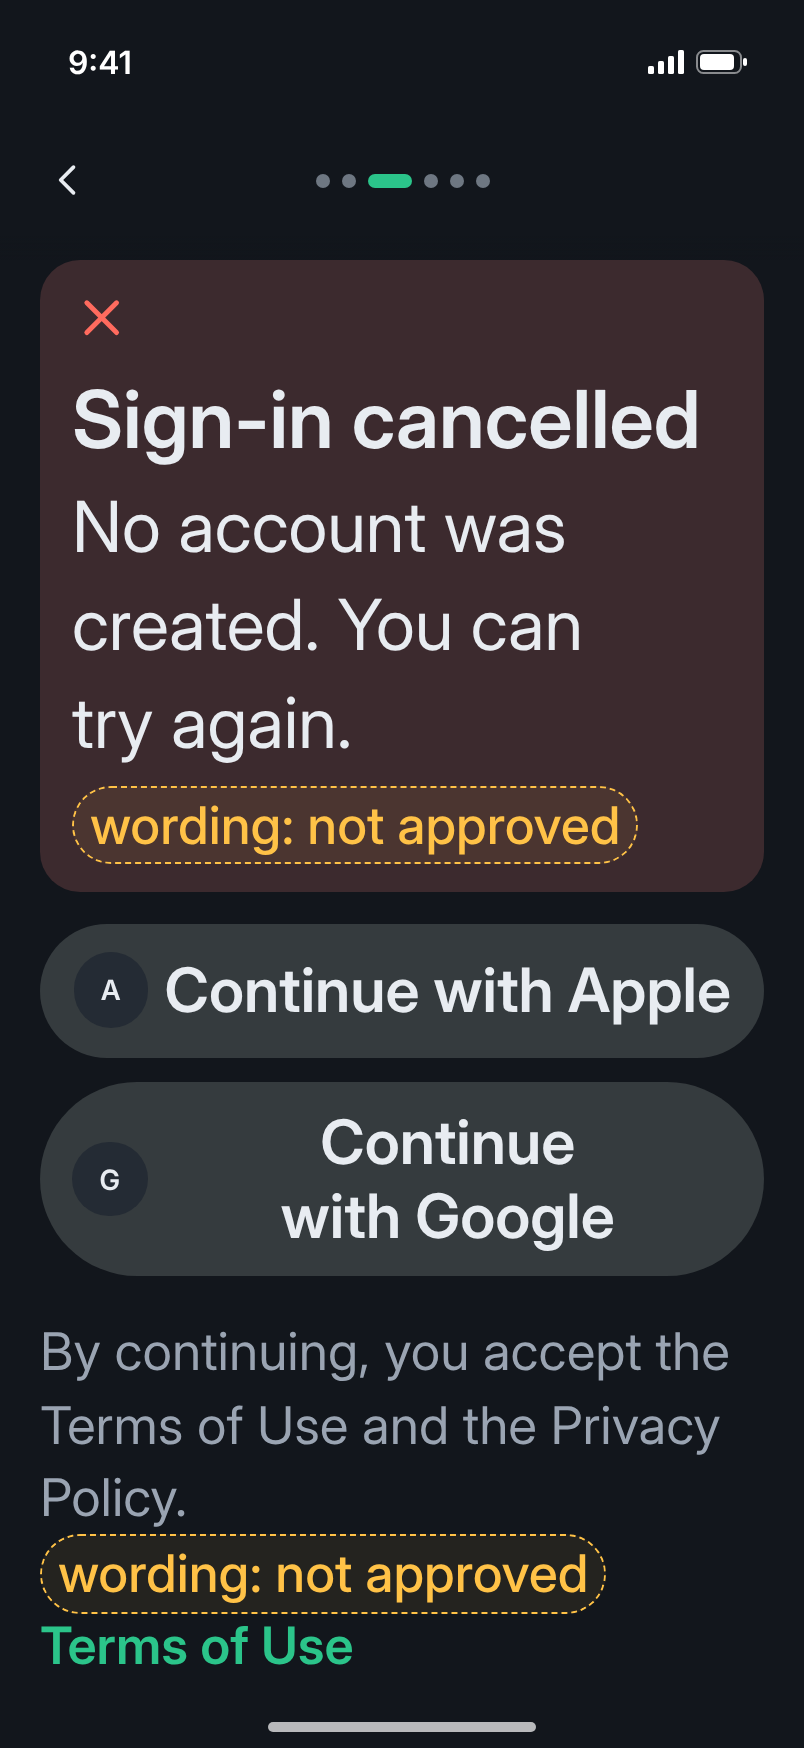 9:41
Sign-in cancelled
No account was
created. You can
try again.
wording: not approved
A Continue with Apple
G Continue
with Google
By continuing, you accept the
Terms of Use and the Privacy
Policy.
wording: not approved
Terms of Use